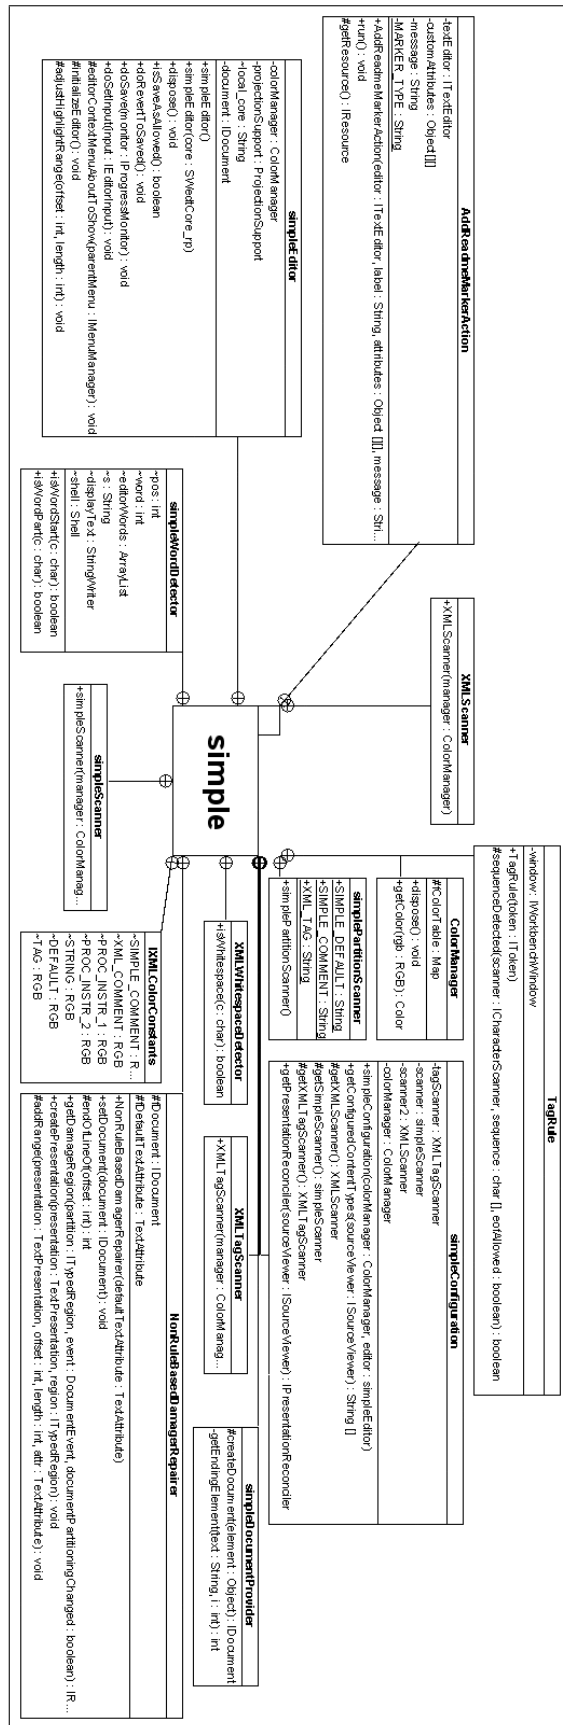 AddReadmeMarkerAction
-textEditor : ITextEditor
-customAttributes : Object[][]
-message : String
-MARKER_TYPE : String
+AddReadmeMarkerAction(editor : ITextEditor, label : String, attributes : Object [][], message : Stri...
+run() : void
#getResource() : IResource
XMLScanner
+XMLScanner(manager : ColorManager)
TagRule
-window : IWorkbenchWindow
+TagRule(token : IToken)
#sequenceDetected(scanner : ICharacterScanner, sequence : char [], eofAllowed : boolean) : boolean
simpleEditor
-colorManager : ColorManager
-projectionSupport : ProjectionSupport
~local_core : String
-document : IDocument
+simpleEditor()
+simpleEditor(core : SWedtCore_rp)
+dispose() : void
+isSaveAsAllowed() : boolean
+doRevertToSaved() : void
+doSave(monitor : IProgressMonitor) : void
+doSetInput(input : IEditorInput) : void
#editorContextMenuAboutToShow(parentMenu : IMenuManager) : void
#initializeEditor() : void
#adjustHighlightRange(offset : int, length : int) : void
ColorManager
#fColorTable : Map
+dispose() : void
+getColor(rgb : RGB) : Color
simplePartitionScanner
+SIMPLE_DEFAULT : String
+SIMPLE_COMMENT : String
+XML_TAG : String
+simplePartitionScanner()
simpleConfiguration
-tagScanner : XMLTagScanner
-scanner : simpleScanner
-scanner2 : XMLScanner
-colorManager : ColorManager
+simpleConfiguration(colorManager : ColorManager, editor : simpleEditor)
+getConfiguredContentTypes(sourceViewer : ISourceViewer) : String []
#getXMLScanner() : XMLScanner
#getSimpleScanner() : simpleScanner
#getXMLTagScanner() : XMLTagScanner
+getPresentationReconciler(sourceViewer : ISourceViewer) : IPresentationReconciler
simple
simpleWordDetector
~pos : int
~word : int
~editorWords : ArrayList
~s : String
~displayText : StringWriter
~shell : Shell
+isWordStart(c : char) : boolean
+isWordPart(c : char) : boolean
simpleScanner
+simpleScanner(manager : ColorManag...
XMLWhitespaceDetector
+isWhitespace(c : char) : boolean
XMLTagScanner
+XMLTagScanner(manager : ColorManag...
simpleDocumentProvider
#createDocument(element : Object) : IDocument
-getEndingElement(text : String, i : int) : int
IXMLColorConstants
~SIMPLE_COMMENT : R...
~XML_COMMENT : RGB
~PROC_INSTR_1 : RGB
~PROC_INSTR_2 : RGB
~STRING : RGB
~DEFAULT : RGB
~TAG : RGB
NonRuleBasedDamagerRepairer
#fDocument : IDocument
#fDefaultTextAttribute : TextAttribute
+NonRuleBasedDamagerRepairer(defaultTextAttribute : TextAttribute)
+setDocument(document : IDocument) : void
#endOfLineOf(offset : int) : int
+getDamageRegion(partition : ITypedRegion, event : DocumentEvent, documentPartitioningChanged : boolean) : IR...
+createPresentation(presentation : TextPresentation, region : ITypedRegion) : void
#addRange(presentation : TextPresentation, offset : int, length : int, attr : TextAttribute) : void